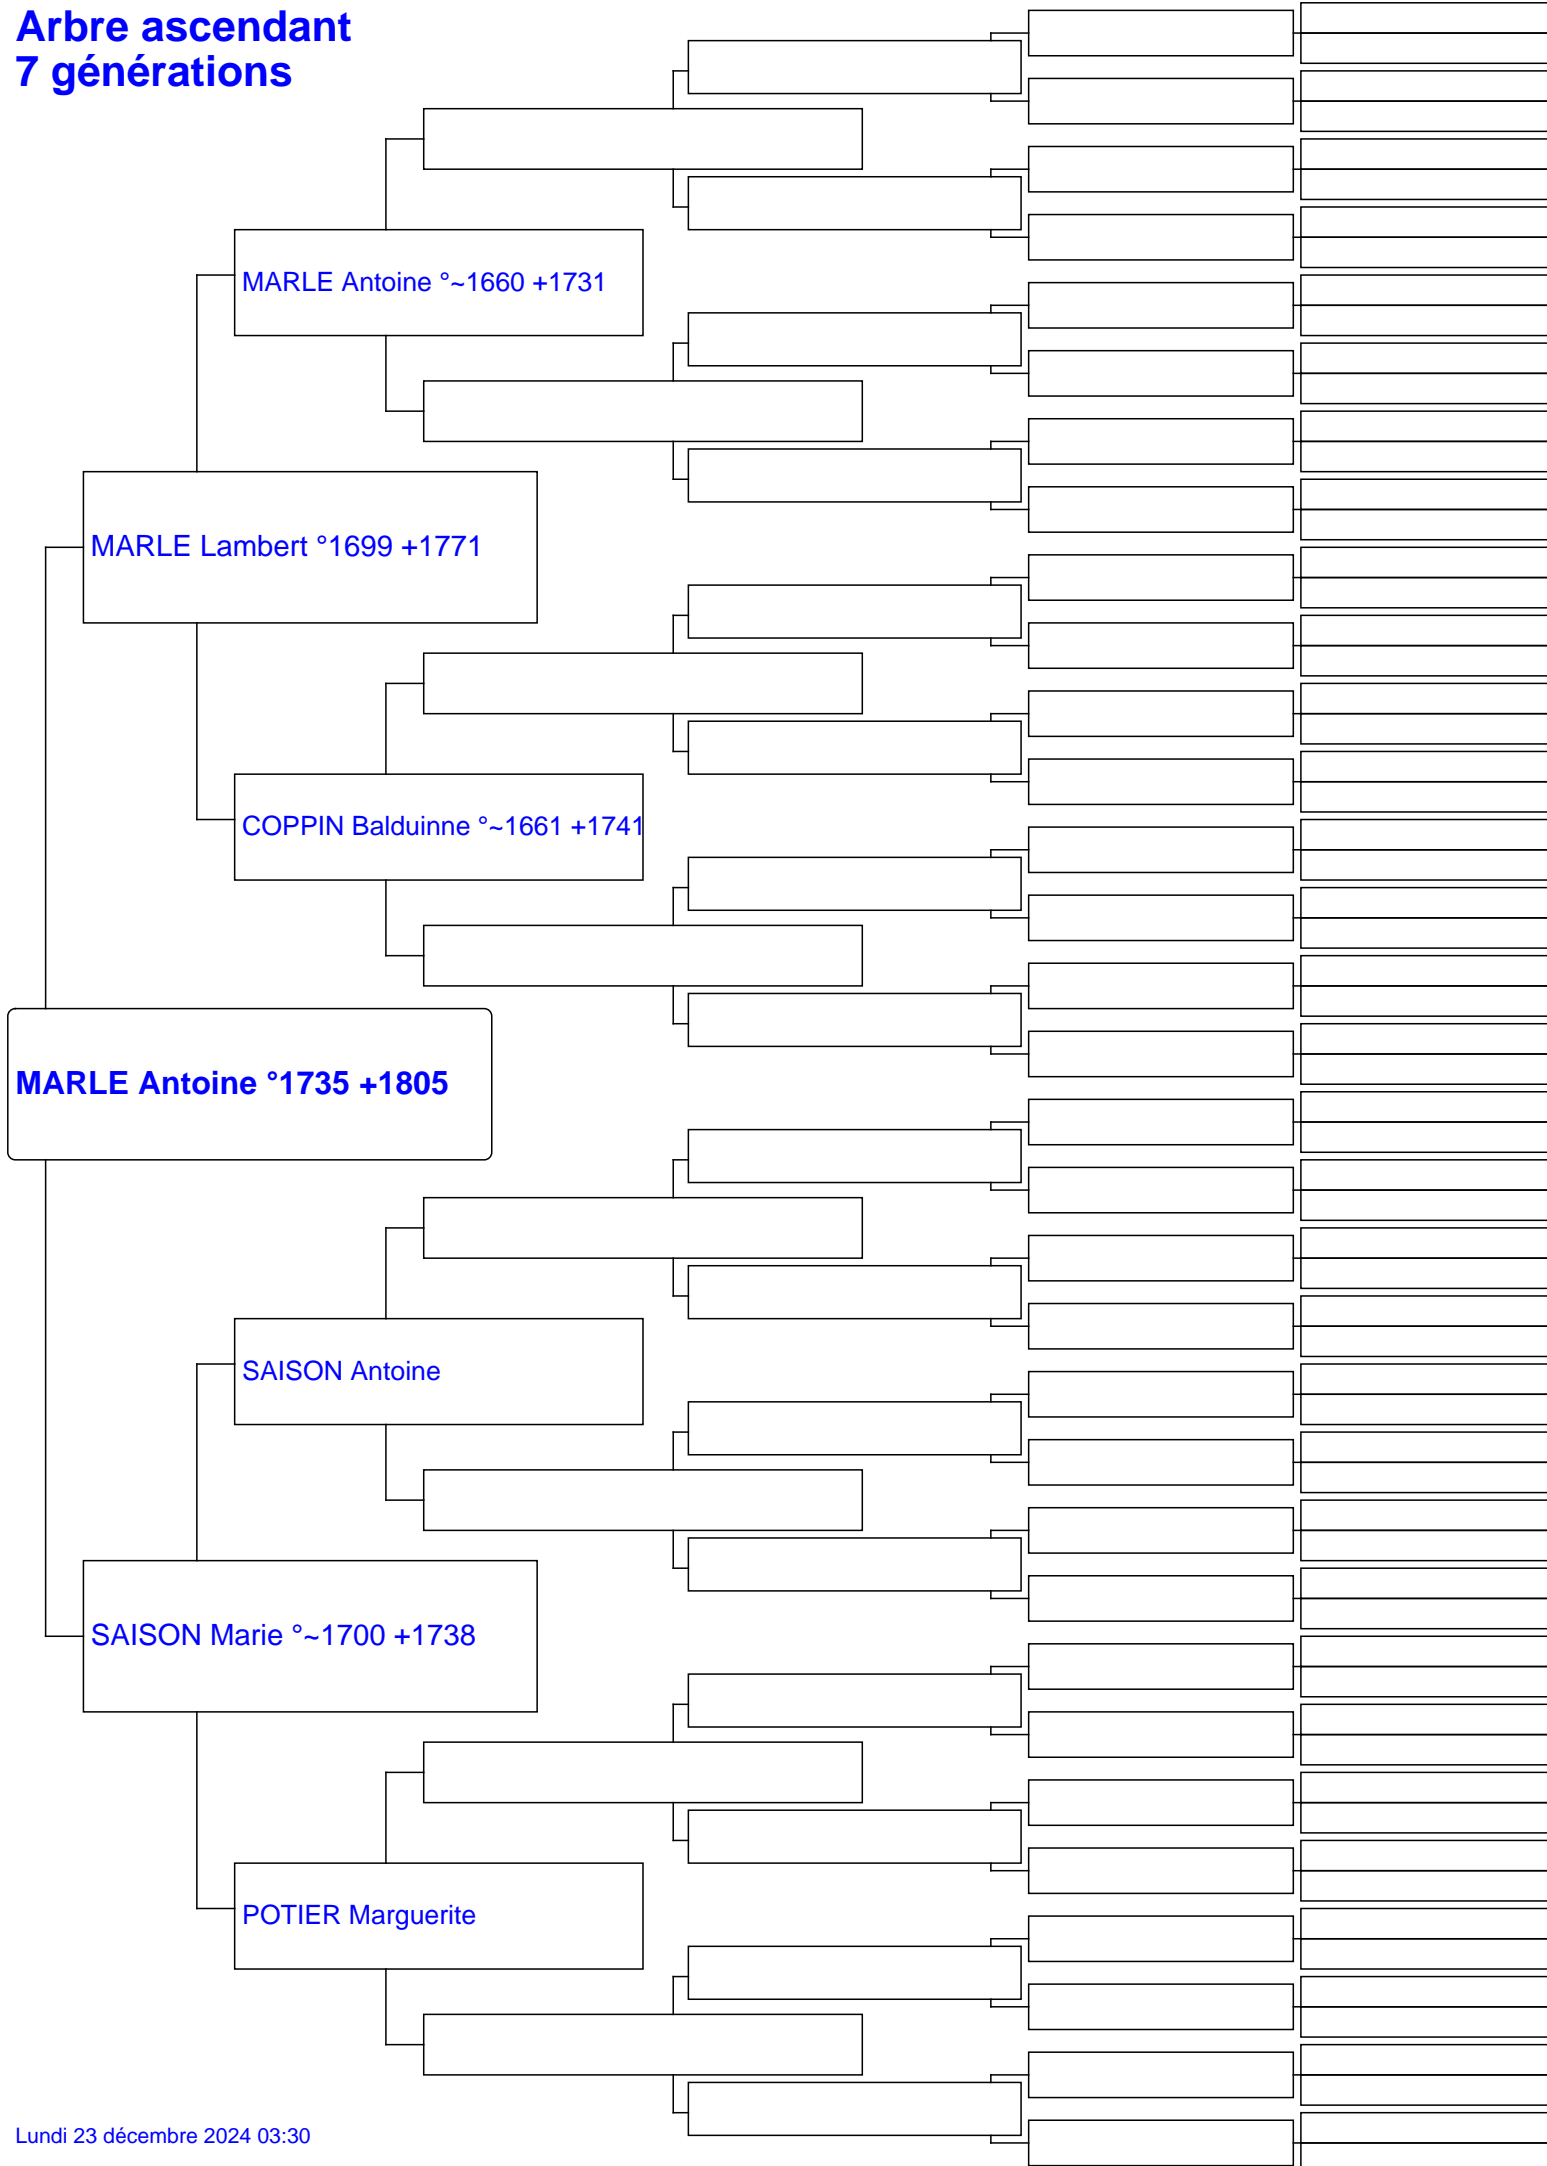 Arbre ascendant
7 générations
MARLE Antoine °~1660 +1731
MARLE Lambert °1699 +1771
COPPIN Balduinne °~1661 +1741
MARLE Antoine °1735 +1805
SAISON Antoine
SAISON Marie °~1700 +1738
POTIER Marguerite
Lundi 23 décembre 2024 03:30